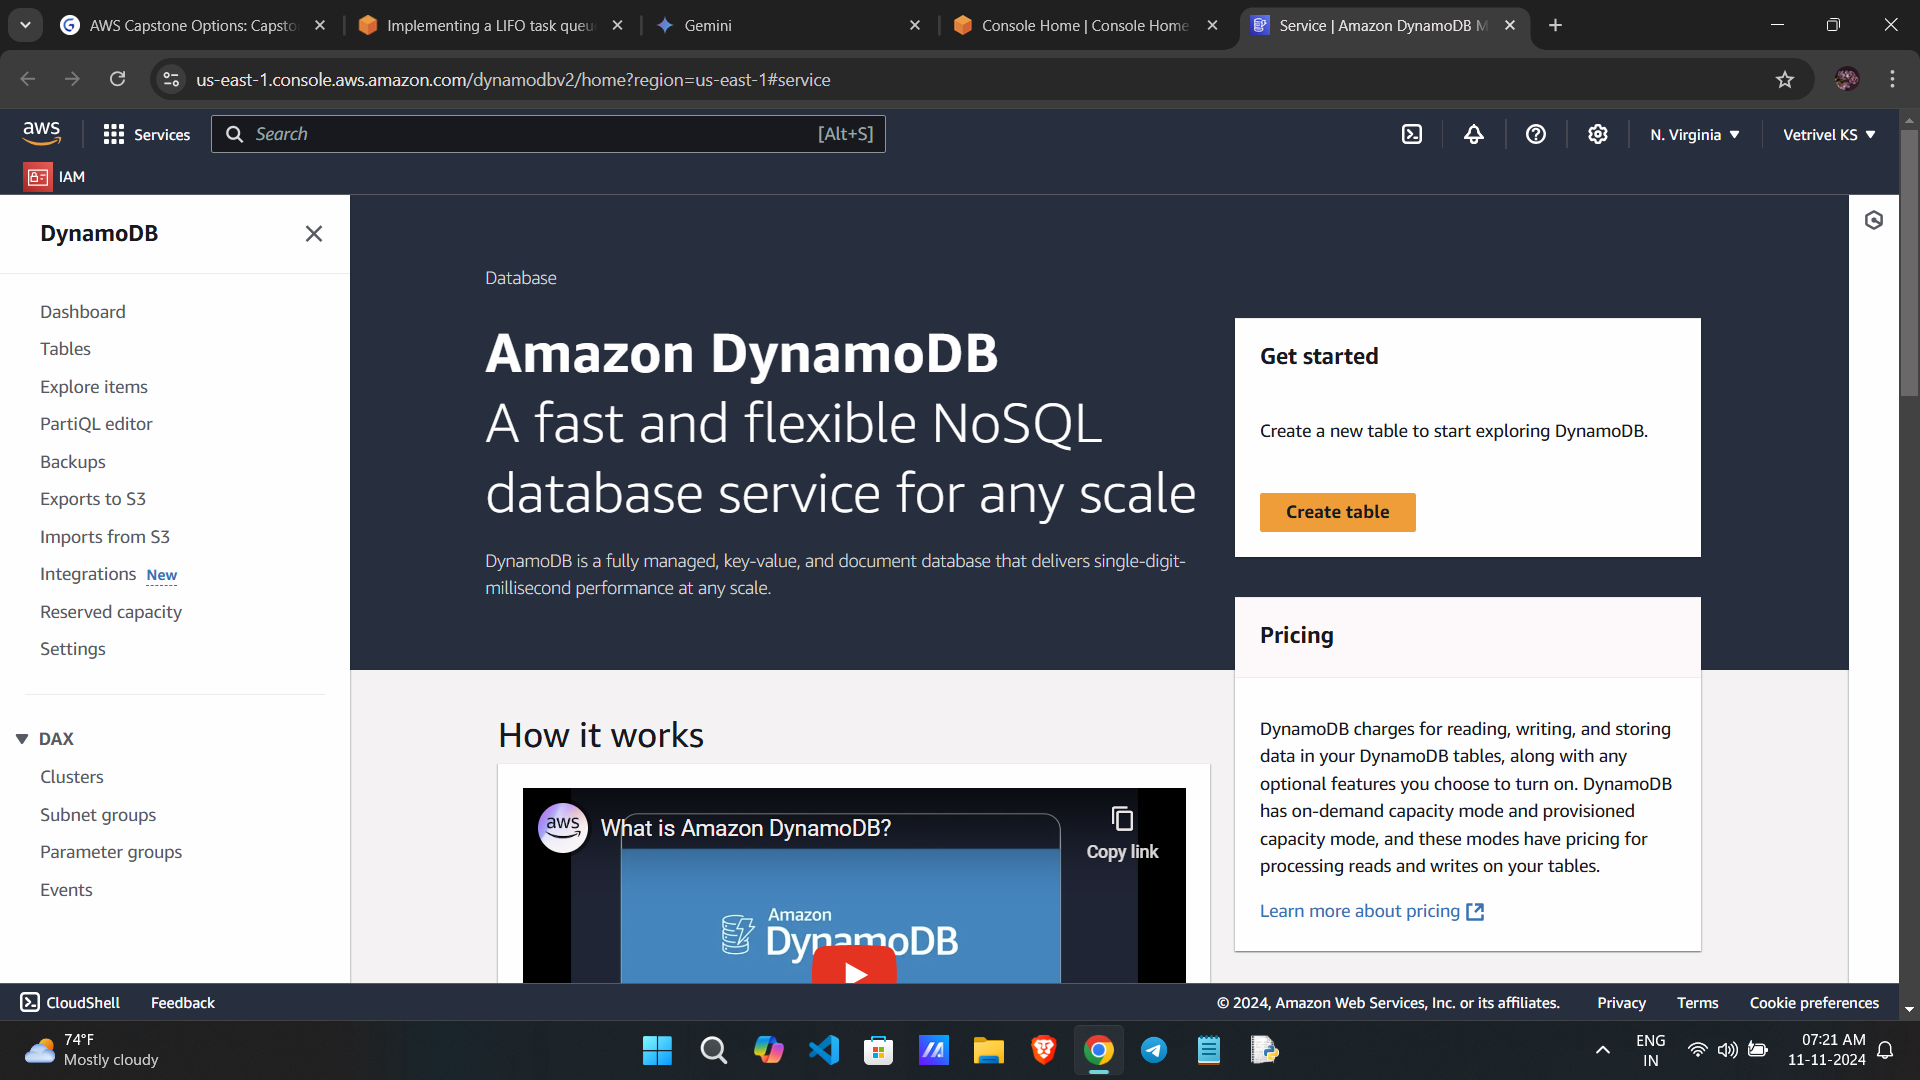 AWS Capstone Options: Capsto
Implementing a LIFO task queu
Gemini
Console Home | Console Home
Service | Amazon DynamoDB M
us-east-1.console.aws.amazon.com/dynamodbv2/home?region=us-east-1#service
aws
Services
Search
[Alt+S]
N. Virginia
Vetrivel KS
IAM
DynamoDB
Dashboard
Tables
Explore items
PartiQL editor
Backups
Exports to S3
Imports from S3
Integrations New
Reserved capacity
Settings
DAX
Clusters
Subnet groups
Parameter groups
Events
Database
Amazon DynamoDB
A fast and flexible NoSQL
database service for any scale
DynamoDB is a fully managed, key-value, and document database that delivers single-digit-
millisecond performance at any scale.
Get started
Create a new table to start exploring DynamoDB.
Create table
Pricing
DynamoDB charges for reading, writing, and storing
data in your DynamoDB tables, along with any
optional features you choose to turn on. DynamoDB
has on-demand capacity mode and provisioned
capacity mode, and these modes have pricing for
processing reads and writes on your tables.
Learn more about pricing
How it works
aws
What is Amazon DynamoDB?
Copy link
Amazon
DynamoDB
CloudShell
Feedback
© 2024, Amazon Web Services, Inc. or its affiliates.
Privacy
Terms
Cookie preferences
74°F
Mostly cloudy
ENG
IN
07:21 AM
11-11-2024